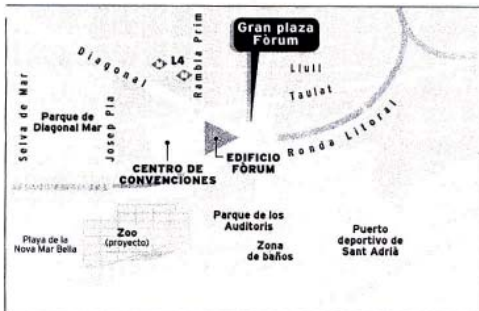 Gran plaza
Fòrum
Diagonal
L4
Rambla Prim
Llull
Taulat
Selva de Mar
Parque de
Diagonal Mar
Josep Pla
CENTRO DE
CONVENCIONES
EDIFICIO
FÒRUM
Ronda Litoral
Playa de la
Nova Mar Bella
Zoo
(proyecto)
Parque de los
Auditoris
Zona
de baños
Puerto
deportivo de
Sant Adrià